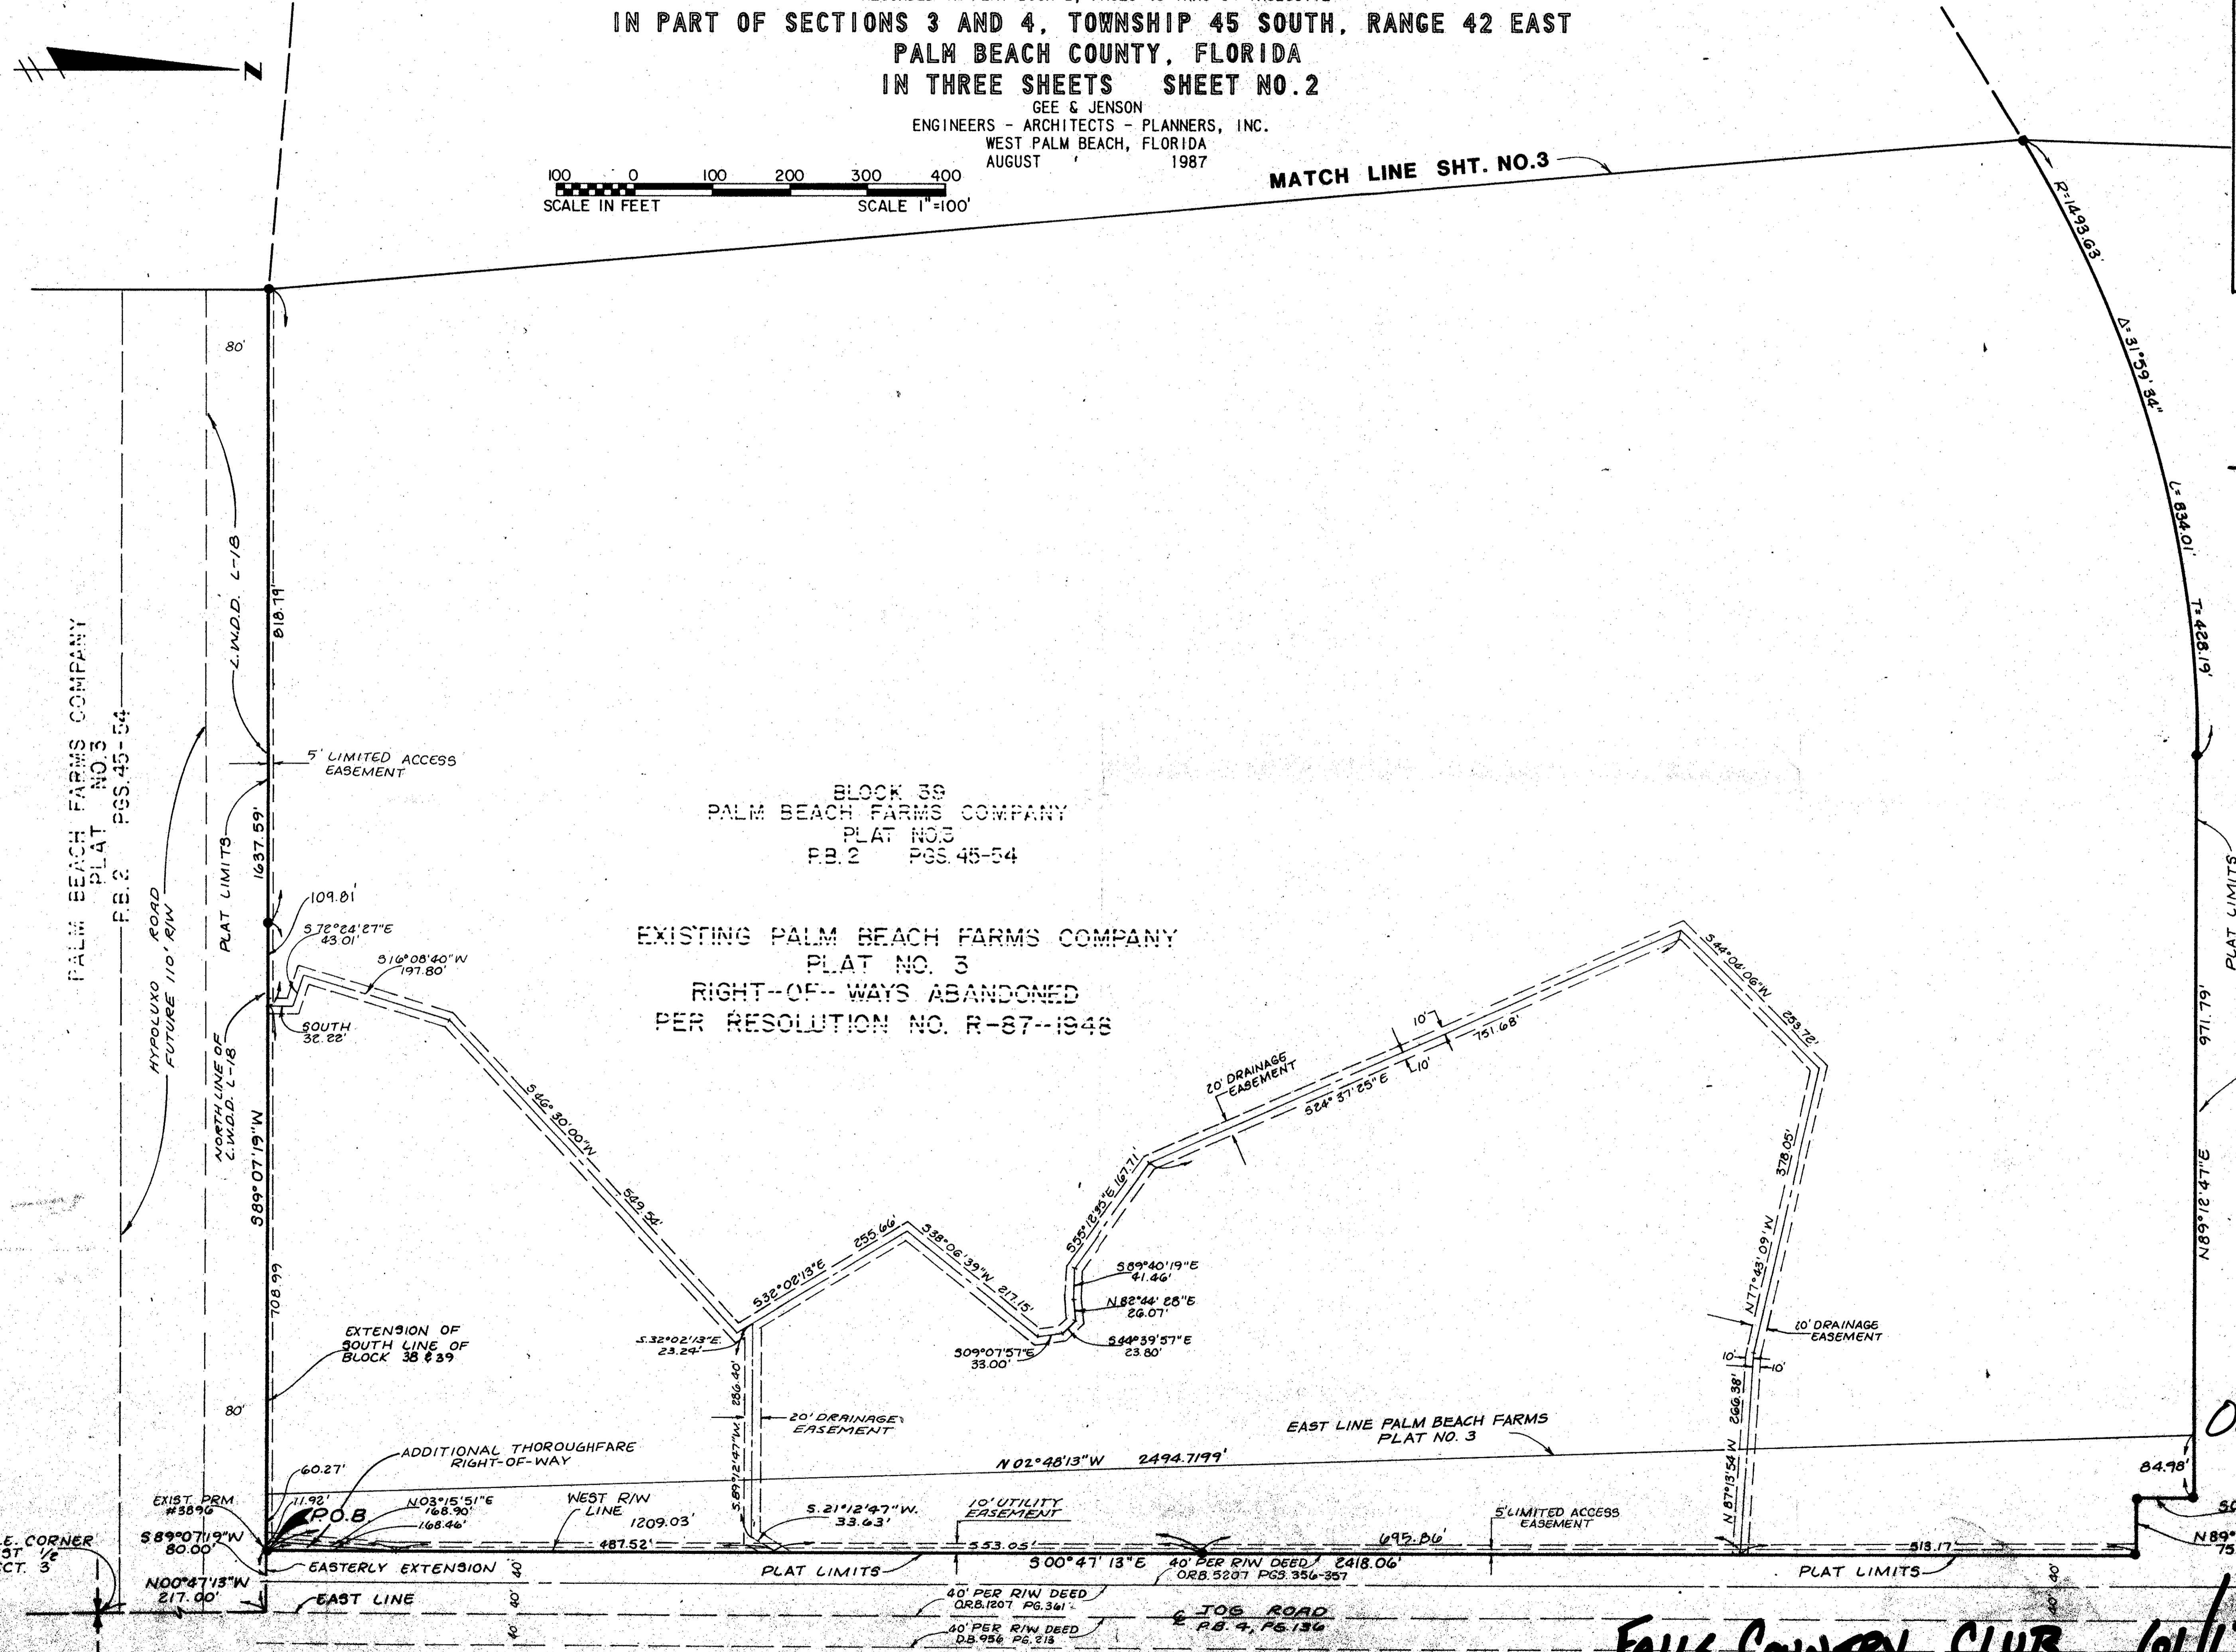 IN PART OF SECTIONS 3 AND 4, TOWNSHIP 45 SOUTH, RANGE 42 EAST
PALM BEACH COUNTY, FLORIDA
IN THREE SHEETS SHEET NO.2
GEE & JENSON
ENGINEERS - ARCHITECTS - PLANNERS, INC.
WEST PALM BEACH, FLORIDA
AUGUST 1987
N
100 0 100 200 300 400
SCALE IN FEET SCALE 1"=100'
MATCH LINE SHT. NO.3
R=1493.63'
Δ=31°59'34"
L=834.01'
T=428.19'
80'
L.W.D.D. L-18
818.79'
PALM BEACH FARMS COMPANY
PLAT NO.3
P.B. 2 PGS. 45-54
HYPOLUXO ROAD
FUTURE 110' R/W
PLAT LIMITS
1637.59'
5' LIMITED ACCESS
EASEMENT
BLOCK 39
PALM BEACH FARMS COMPANY
PLAT NO.3
P.B. 2 PGS. 45-54
EXISTING PALM BEACH FARMS COMPANY
PLAT NO. 3
RIGHT--OF-- WAYS ABANDONED
PER RESOLUTION NO. R-87--1948
109.81'
S72°24'27"E
43.01'
S16°08'40"W
197.80'
SOUTH
32.22'
NORTH LINE OF
L.W.D.D. L-18
S89°07'19"W
S46°30'00"W
549.54'
S32°02'13"E
255.66'
S38°06'39"W
217.15'
S.32°02'13"E.
23.24'
S09°07'57"E
33.00'
S44°39'57"E
23.80'
N.82°44'28"E
26.07'
S89°40'19"E
41.46'
S55°12'35"E 167.71'
20' DRAINAGE
EASEMENT
S24°37'25"E
751.68'
10'
10'
S44°04'06"W
253.72'
378.05'
N77°43'09"W
20' DRAINAGE
EASEMENT
10'
10'
N87°13'54"W 266.38'
PLAT LIMITS
971.79'
N89°12'47"E
708.99
EXTENSION OF
SOUTH LINE OF
BLOCK 38 & 39
80'
286.40'
S.89°12'47"W.
20' DRAINAGE
EASEMENT
EAST LINE PALM BEACH FARMS
PLAT NO. 3
N02°48'13"W 2494.7199'
84.98'
ADDITIONAL THOROUGHFARE
RIGHT-OF-WAY
60.27'
11.92'
P.O.B.
EXIST. PRM
#3896
S89°07'19"W
80.00'
N03°15'51"E
168.90'
168.46'
WEST R/W
LINE
1209.03'
S.21°12'47"W.
33.63'
10' UTILITY
EASEMENT
487.52'
553.05'
695.86'
5' LIMITED ACCESS
EASEMENT
513.17'
E. CORNER
ST 1/2
CT. 3
N.00°47'13"W
217.00'
EASTERLY EXTENSION
EAST LINE
40' 40' 40'
PLAT LIMITS
S00°47'13"E 2418.06'
40' PER R/W DEED
O.R.B. 5207 PGS. 356-357
40' PER R/W DEED
O.R.B. 1207 PG. 361
40' PER R/W DEED
D.B. 956 PG. 213
℄ JOG ROAD
P.B. 4, PG. 136
PLAT LIMITS
40' 40'
N89°
75
COUNTRY CLUB